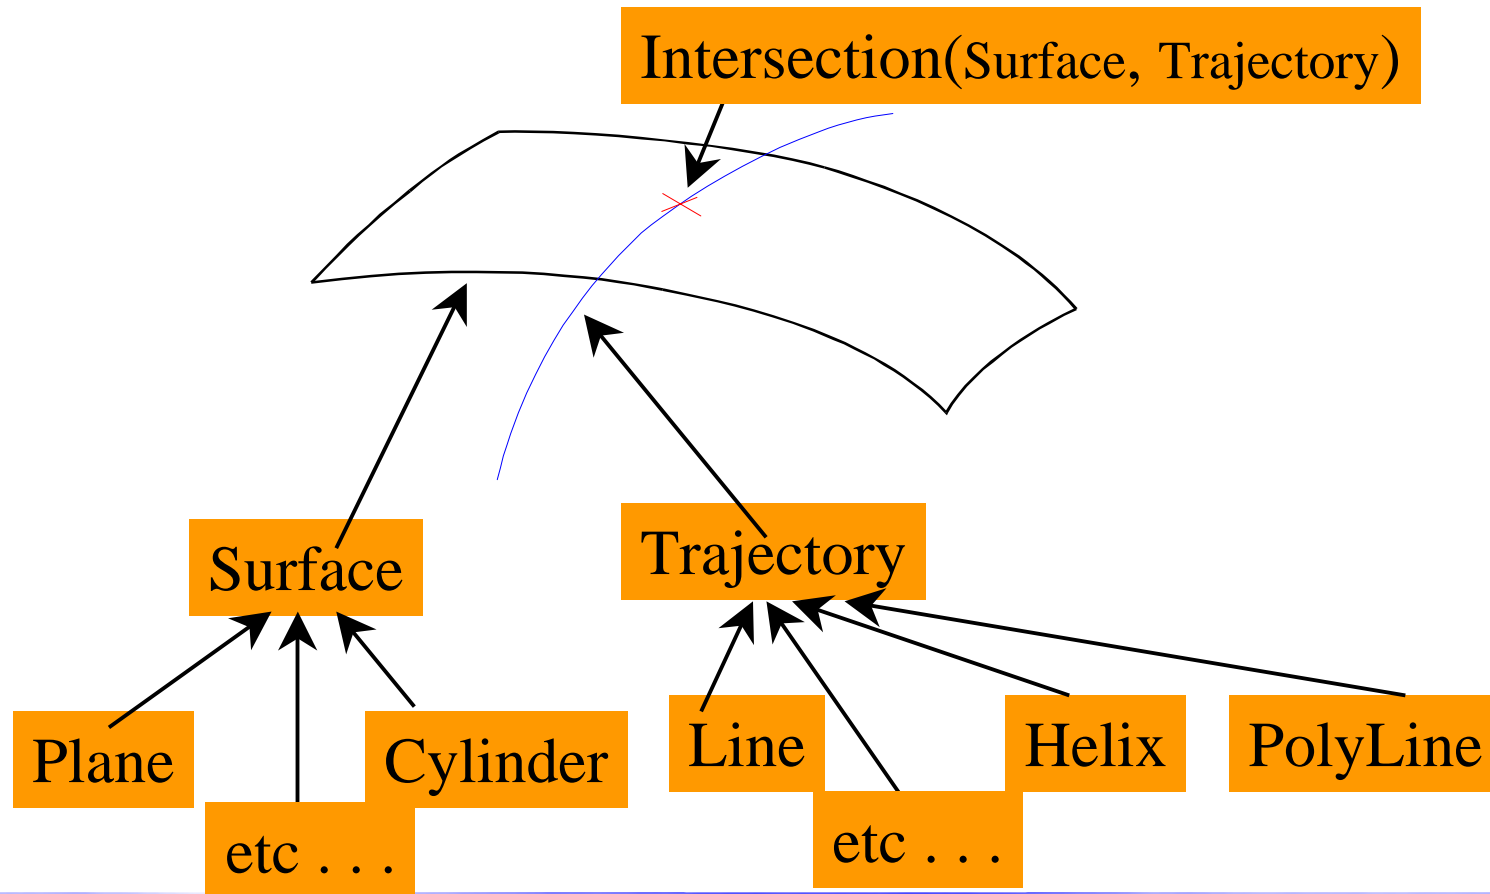 Intersection(Surface, Trajectory)
Surface
Trajectory
Plane
Cylinder
Line
Helix
PolyLine
etc . . .
etc . . .